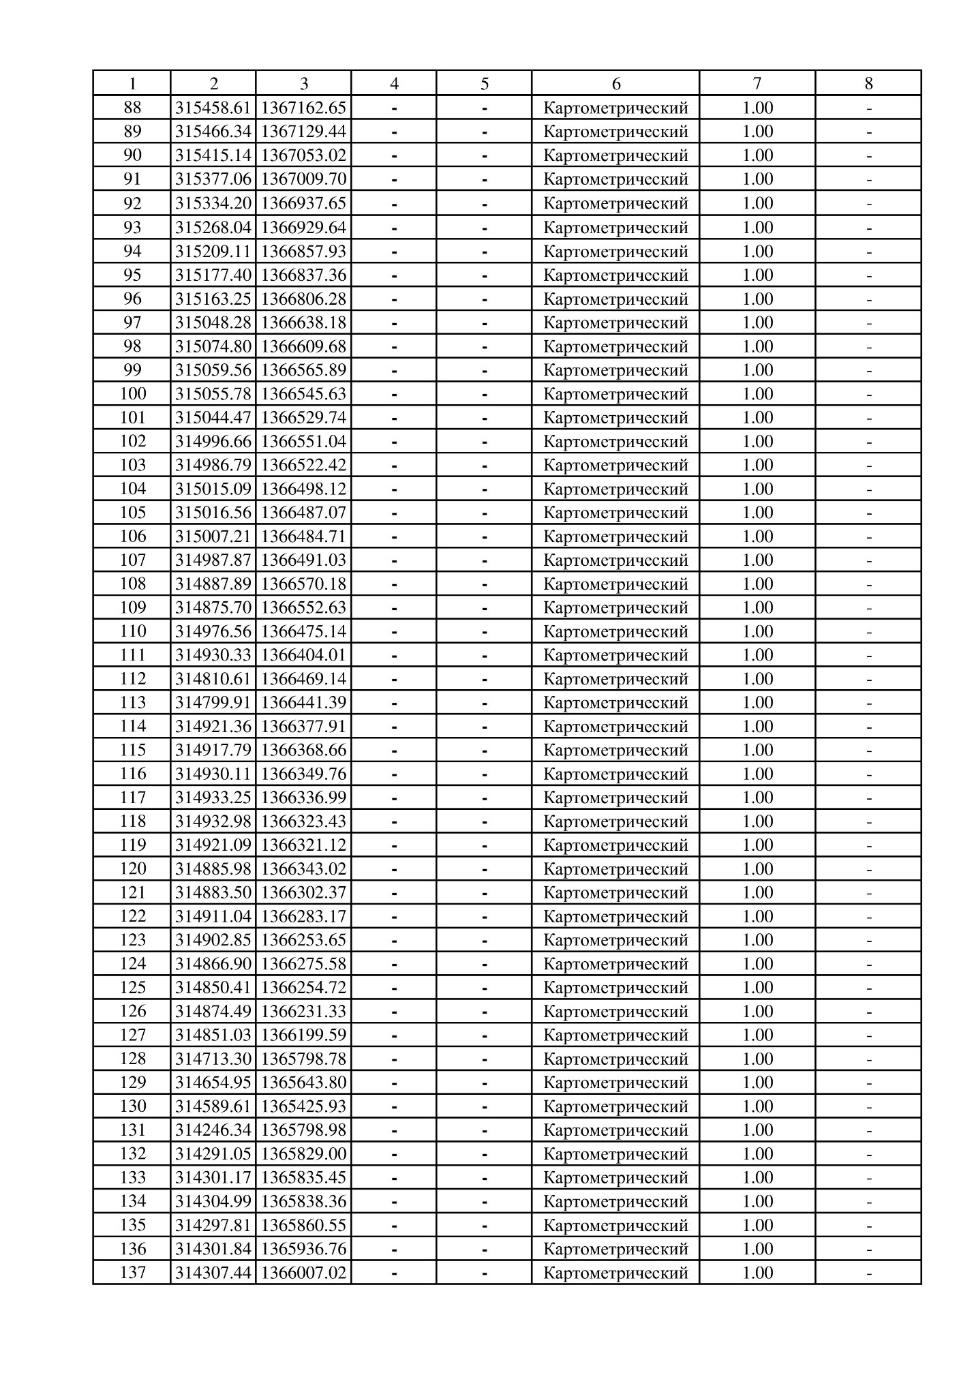 1 2 3 4 5 6 7 8
88 315458.61 1367162.65 - - Картометрический 1.00 -
89 315466.34 1367129.44 - - Картометрический 1.00 -
90 315415.14 1367053.02 - - Картометрический 1.00 -
91 315377.06 1367009.70 - - Картометрический 1.00 -
92 315334.20 1366937.65 - - Картометрический 1.00 -
93 315268.04 1366929.64 - - Картометрический 1.00 -
94 315209.11 1366857.93 - - Картометрический 1.00 -
95 315177.40 1366837.36 - - Картометрический 1.00 -
96 315163.25 1366806.28 - - Картометрический 1.00 -
97 315048.28 1366638.18 - - Картометрический 1.00 -
98 315074.80 1366609.68 - - Картометрический 1.00 -
99 315059.56 1366565.89 - - Картометрический 1.00 -
100 315055.78 1366545.63 - - Картометрический 1.00 -
101 315044.47 1366529.74 - - Картометрический 1.00 -
102 314996.66 1366551.04 - - Картометрический 1.00 -
103 314986.79 1366522.42 - - Картометрический 1.00 -
104 315015.09 1366498.12 - - Картометрический 1.00 -
105 315016.56 1366487.07 - - Картометрический 1.00 -
106 315007.21 1366484.71 - - Картометрический 1.00 -
107 314987.87 1366491.03 - - Картометрический 1.00 -
108 314887.89 1366570.18 - - Картометрический 1.00 -
109 314875.70 1366552.63 - - Картометрический 1.00 -
110 314976.56 1366475.14 - - Картометрический 1.00 -
111 314930.33 1366404.01 - - Картометрический 1.00 -
112 314810.61 1366469.14 - - Картометрический 1.00 -
113 314799.91 1366441.39 - - Картометрический 1.00 -
114 314921.36 1366377.91 - - Картометрический 1.00 -
115 314917.79 1366368.66 - - Картометрический 1.00 -
116 314930.11 1366349.76 - - Картометрический 1.00 -
117 314933.25 1366336.99 - - Картометрический 1.00 -
118 314932.98 1366323.43 - - Картометрический 1.00 -
119 314921.09 1366321.12 - - Картометрический 1.00 -
120 314885.98 1366343.02 - - Картометрический 1.00 -
121 314883.50 1366302.37 - - Картометрический 1.00 -
122 314911.04 1366283.17 - - Картометрический 1.00 -
123 314902.85 1366253.65 - - Картометрический 1.00 -
124 314866.90 1366275.58 - - Картометрический 1.00 -
125 314850.41 1366254.72 - - Картометрический 1.00 -
126 314874.49 1366231.33 - - Картометрический 1.00 -
127 314851.03 1366199.59 - - Картометрический 1.00 -
128 314713.30 1365798.78 - - Картометрический 1.00 -
129 314654.95 1365643.80 - - Картометрический 1.00 -
130 314589.61 1365425.93 - - Картометрический 1.00 -
131 314246.34 1365798.98 - - Картометрический 1.00 -
132 314291.05 1365829.00 - - Картометрический 1.00 -
133 314301.17 1365835.45 - - Картометрический 1.00 -
134 314304.99 1365838.36 - - Картометрический 1.00 -
135 314297.81 1365860.55 - - Картометрический 1.00 -
136 314301.84 1365936.76 - - Картометрический 1.00 -
137 314307.44 1366007.02 - - Картометрический 1.00 -